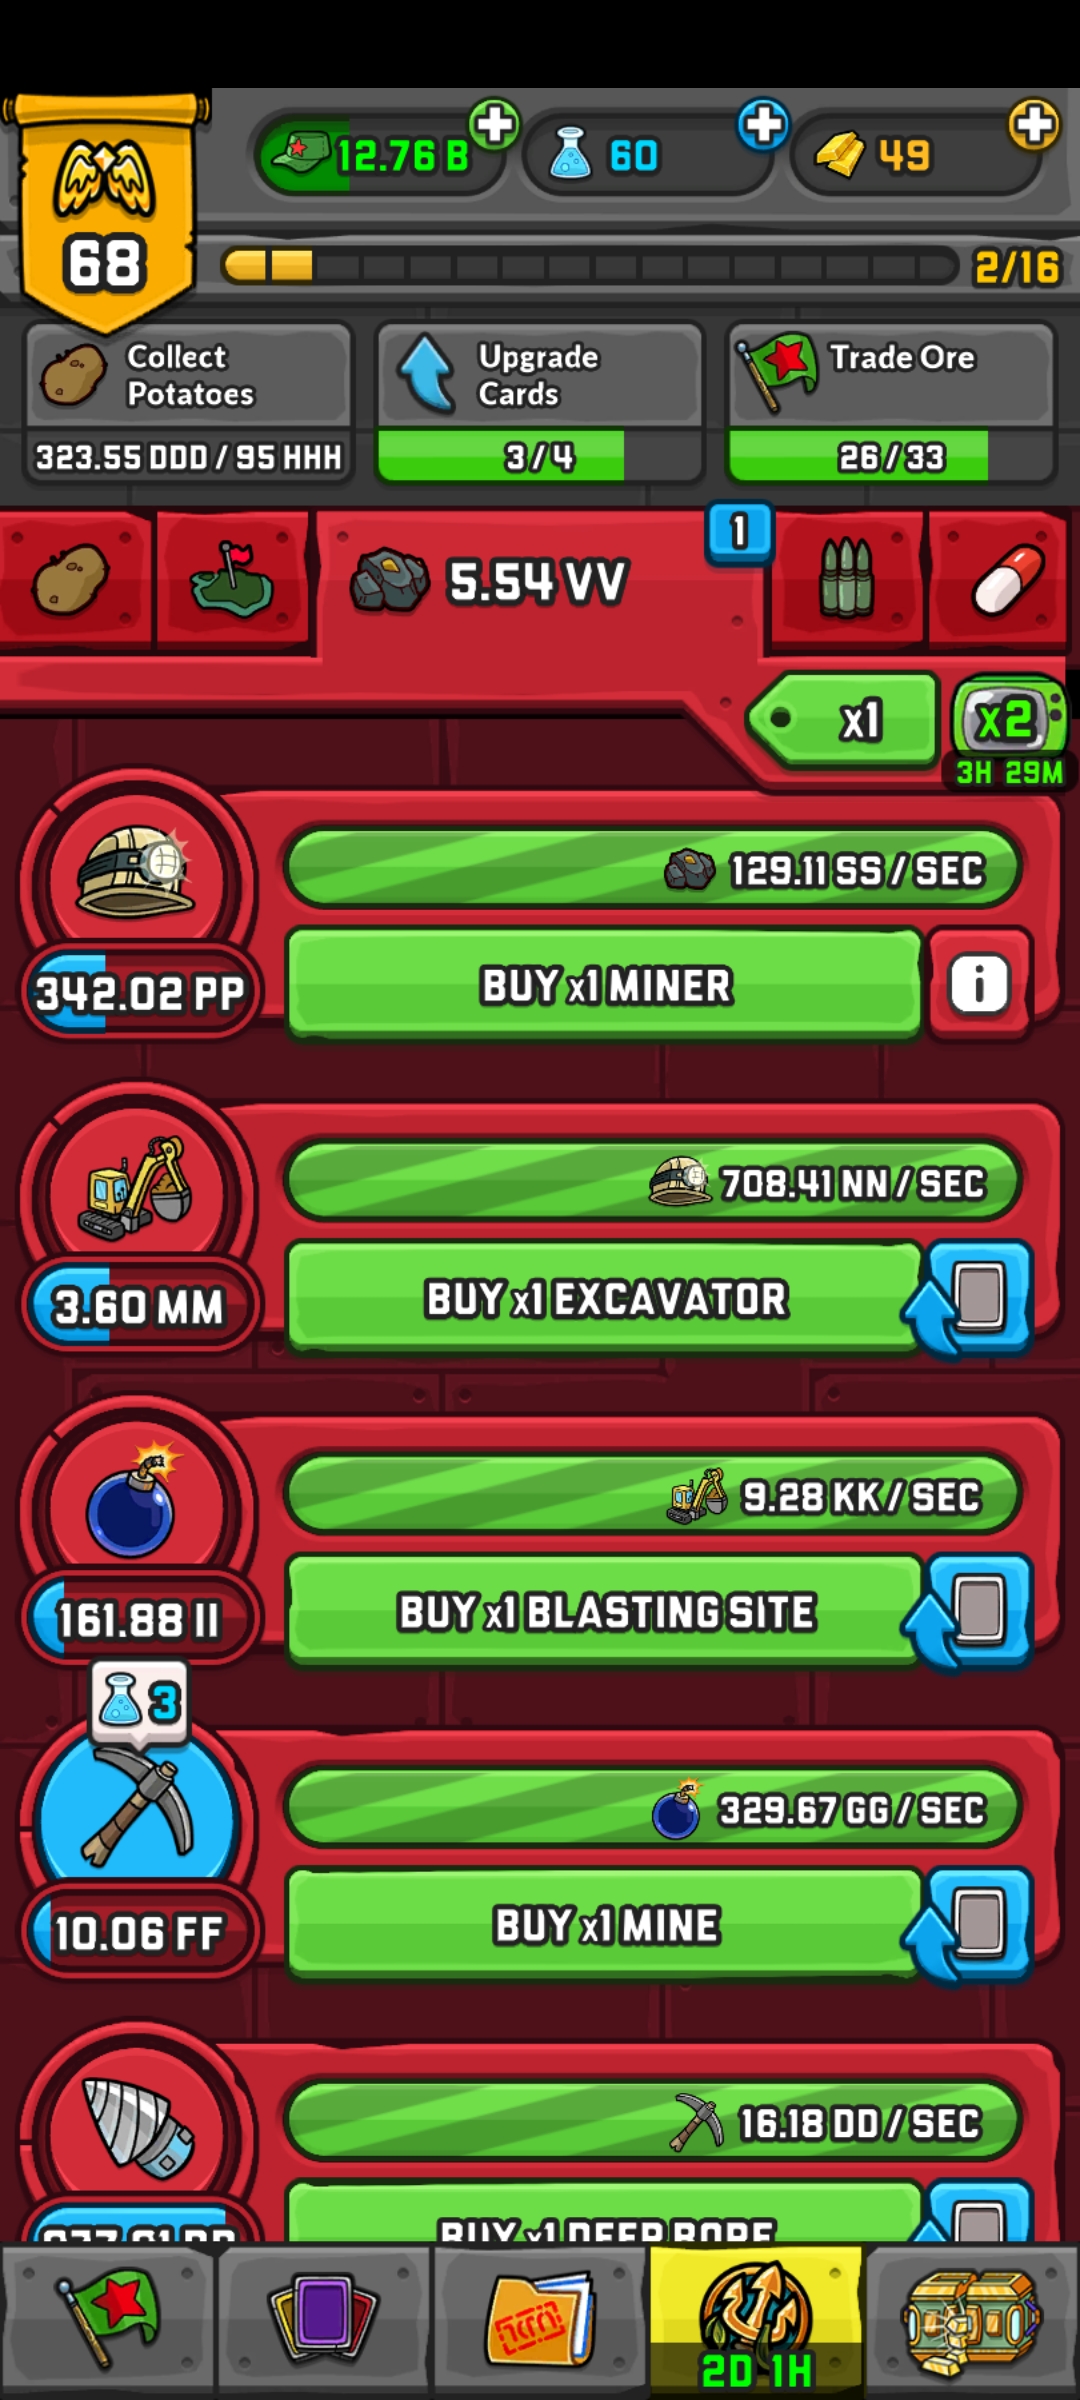 12.76 B
60
49
68
2/16
Collect
Potatoes
323.55 DDD / 95 HHH
Upgrade
Cards
3/4
Trade Ore
26/33
5.54 VV
1
x1
x2
3H 29M
129.11 SS / SEC
342.02 PP
BUY x1 MINER
i
708.41 NN / SEC
3.60 MM
BUY x1 EXCAVATOR
9.28 KK / SEC
161.88 II
BUY x1 BLASTING SITE
3
329.67 GG / SEC
10.06 FF
BUY x1 MINE
16.18 DD / SEC
BUY x1 DEEP BORE
2D 1H